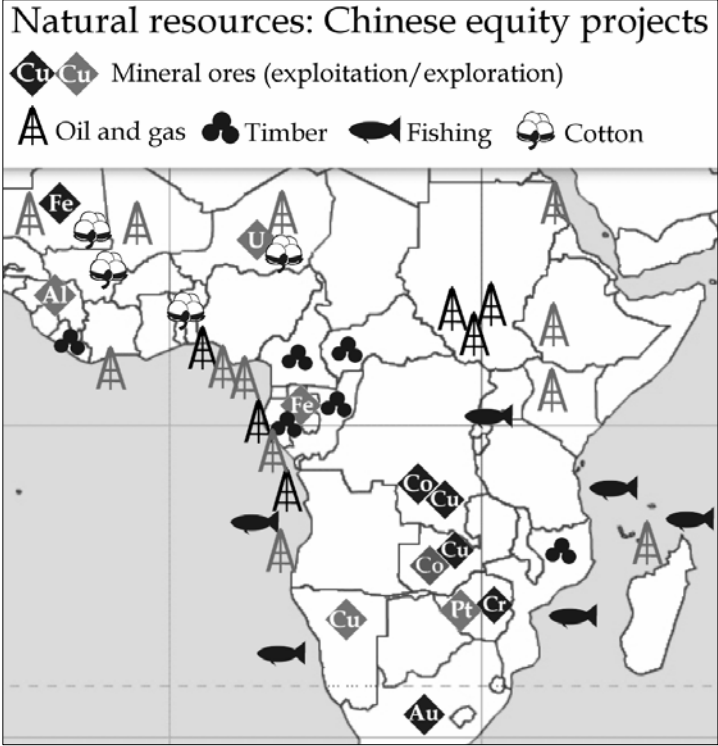 Natural resources: Chinese equity projects
Cu Cu Mineral ores (exploitation/exploration)
Oil and gas Timber Fishing Cotton
Fe
U
Al
Fe
Co
Cu
Cu
Co
Pt Cr
Cu
Au